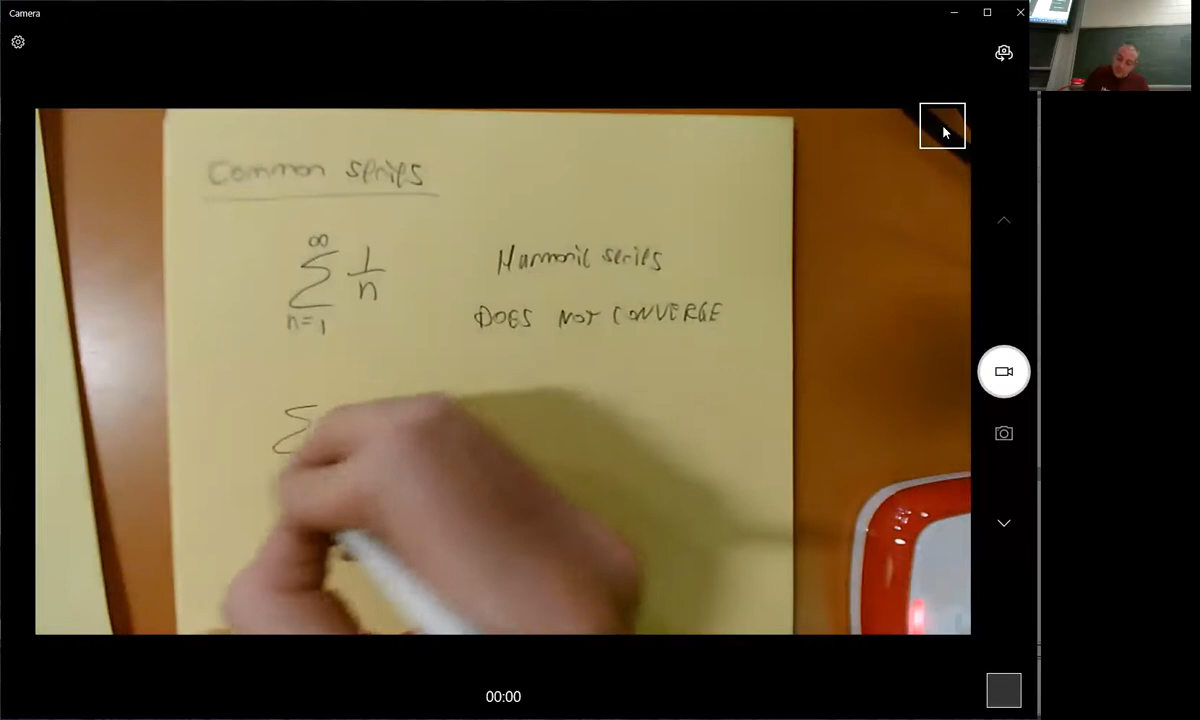 Camera
Common series
∞
∑ 1/n
n=1
Harmonic series
DOES NOT CONVERGE
∑
00:00